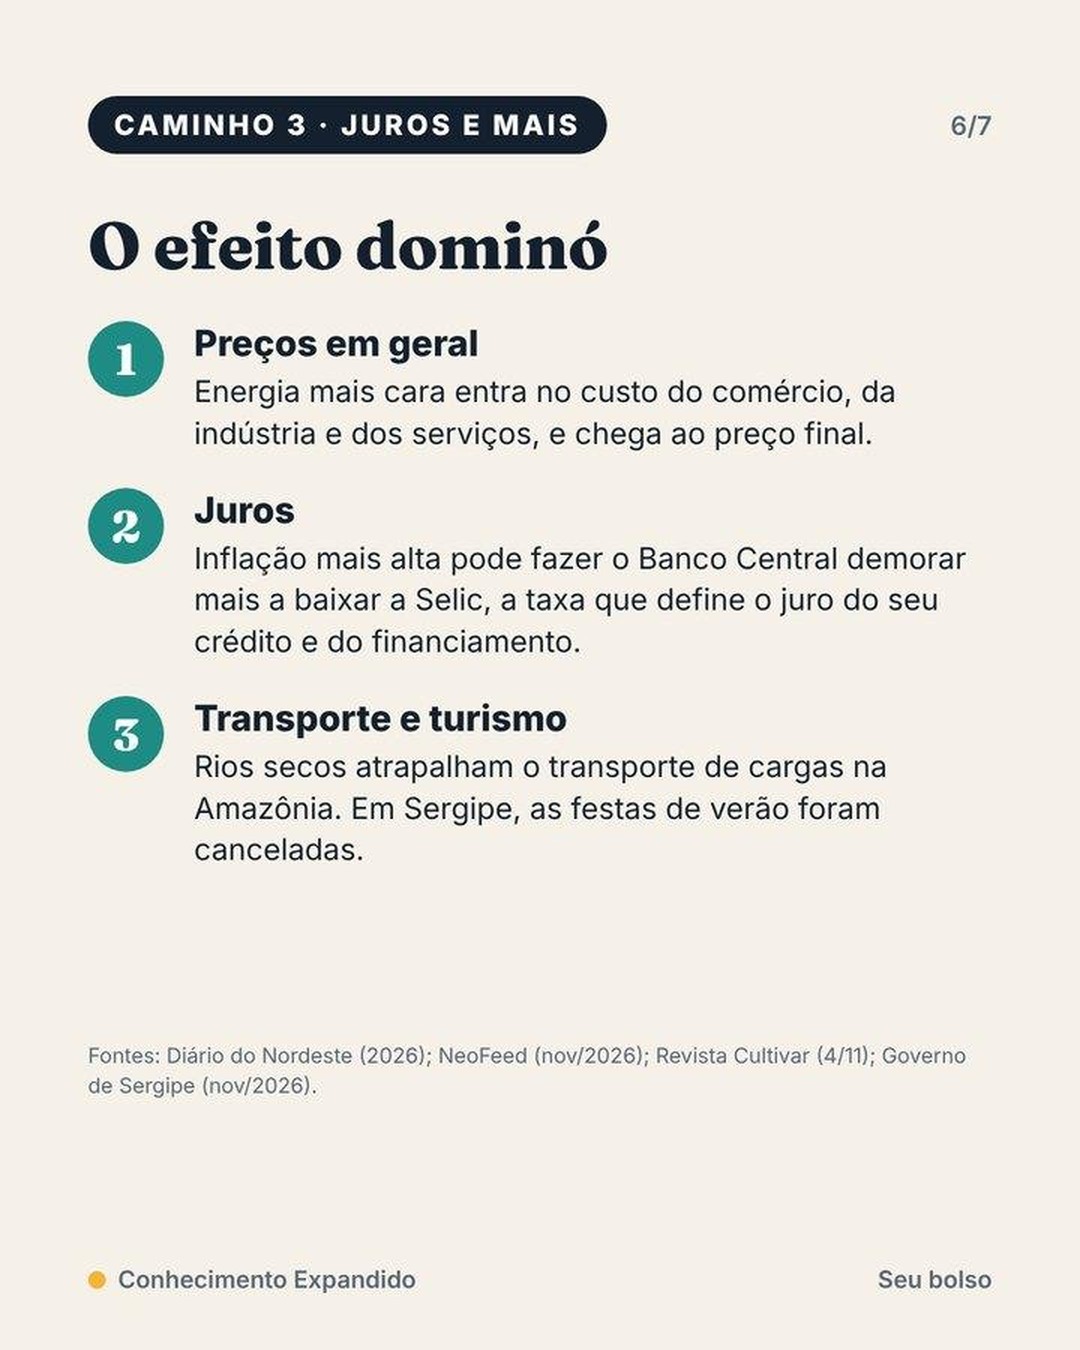 CAMINHO 3 · JUROS E MAIS
6/7
O efeito dominó
1
Preços em geral
Energia mais cara entra no custo do comércio, da
indústria e dos serviços, e chega ao preço final.
2
Juros
Inflação mais alta pode fazer o Banco Central demorar
mais a baixar a Selic, a taxa que define o juro do seu
crédito e do financiamento.
3
Transporte e turismo
Rios secos atrapalham o transporte de cargas na
Amazônia. Em Sergipe, as festas de verão foram
canceladas.
Fontes: Diário do Nordeste (2026); NeoFeed (nov/2026); Revista Cultivar (4/11); Governo
de Sergipe (nov/2026).
Conhecimento Expandido
Seu bolso